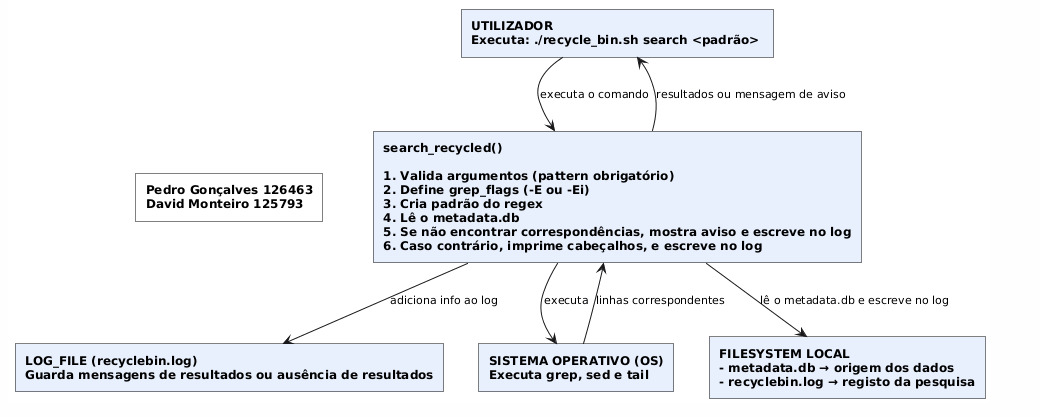 UTILIZADOR
Executa: ./recycle_bin.sh search <padrão>
executa o comando
resultados ou mensagem de aviso
search_recycled()
1. Valida argumentos (pattern obrigatório)
2. Define grep_flags (-E ou -Ei)
3. Cria padrão do regex
4. Lê o metadata.db
5. Se não encontrar correspondências, mostra aviso e escreve no log
6. Caso contrário, imprime cabeçalhos, e escreve no log
Pedro Gonçalves 126463
David Monteiro 125793
adiciona info ao log
executa
linhas correspondentes
lê o metadata.db e escreve no log
LOG_FILE (recyclebin.log)
Guarda mensagens de resultados ou ausência de resultados
SISTEMA OPERATIVO (OS)
Executa grep, sed e tail
FILESYSTEM LOCAL
- metadata.db → origem dos dados
- recyclebin.log → registo da pesquisa